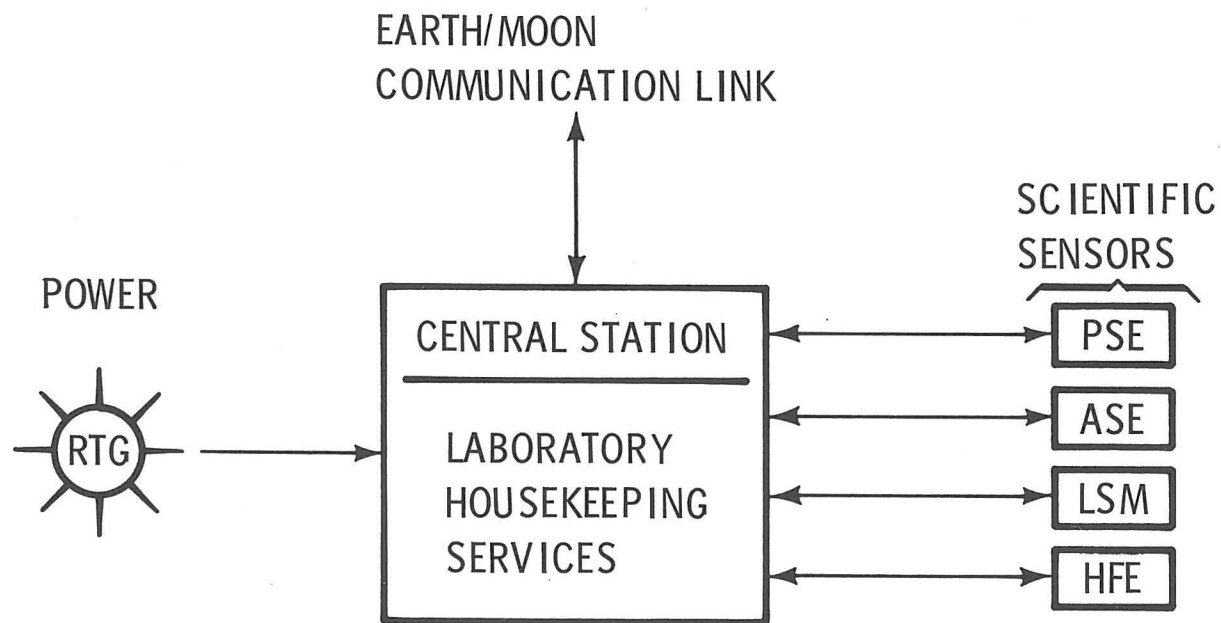 EARTH/MOON
COMMUNICATION LINK
SCIENTIFIC
SENSORS
POWER
RTG
CENTRAL STATION
LABORATORY
HOUSEKEEPING
SERVICES
PSE
ASE
LSM
HFE